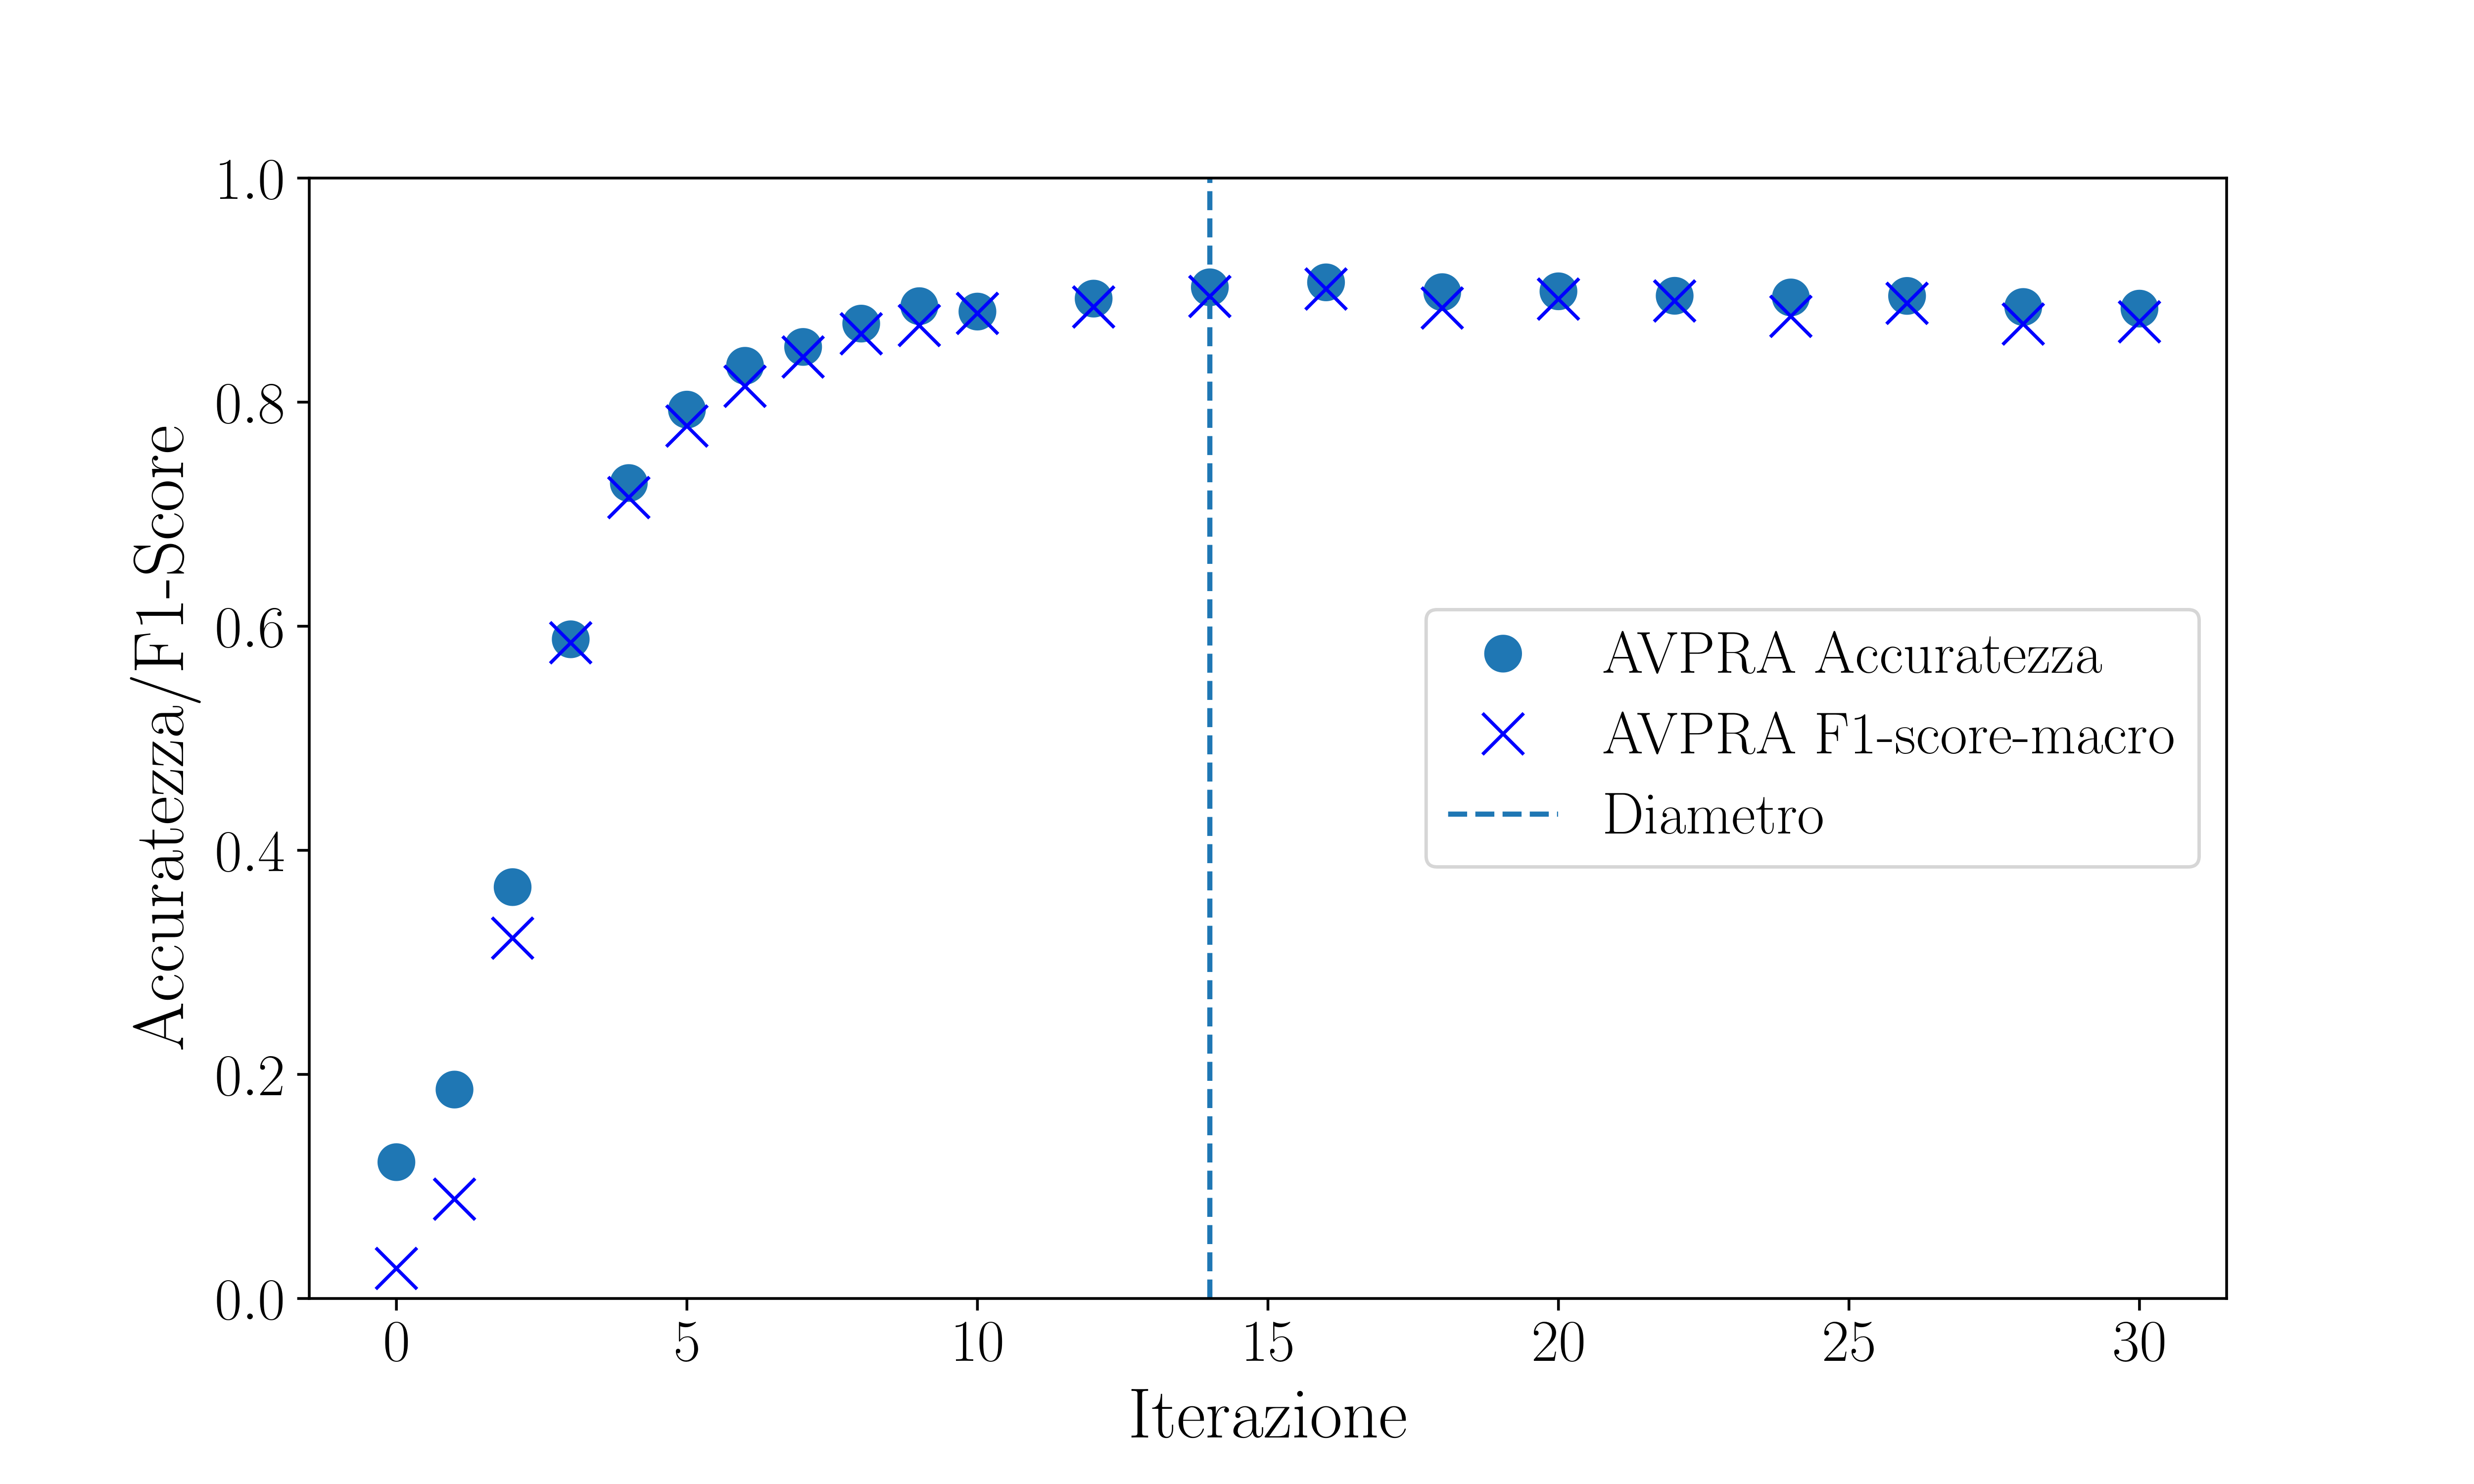 1.0
0.8
0.6
0.4
0.2
0.0
Accuratezza/F1-Score
AVPRA Accuratezza
AVPRA F1-score-macro
Diametro
0 5 10 15 20 25 30
Iterazione